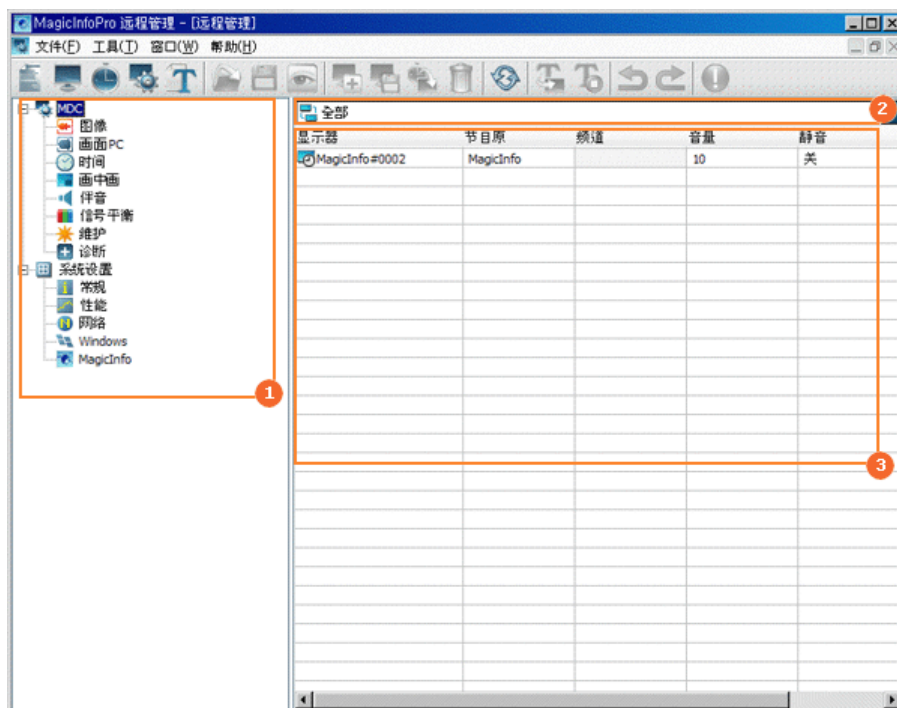 MagicInfoPro 远程管理 - [远程管理]
文件(F) 工具(T) 窗口(W) 帮助(H)
MDC
图像
画面PC
时间
画中画
伴音
信号平衡
维护
诊断
系统设置
常规
性能
网络
Windows
MagicInfo
1
全部
2
显示器 节目原 频道 音量 静音
MagicInfo#0002 MagicInfo 10 关
3